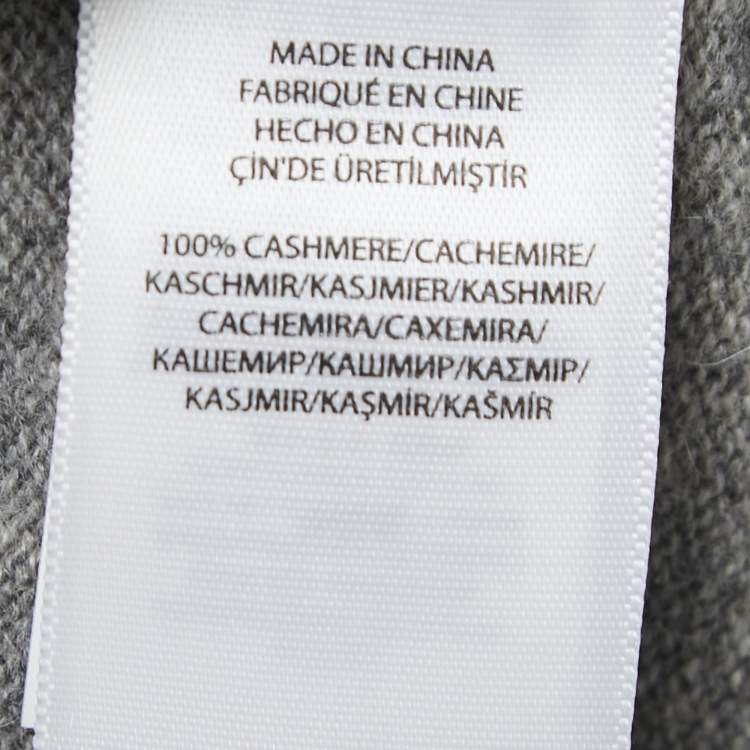 MADE IN CHINA
FABRIQUÉ EN CHINE
HECHO EN CHINA
ÇİN'DE ÜRETİLMİŞTİR
100% CASHMERE/CACHEMIRE/
KASCHMIR/KASJMIER/KASHMIR/
CACHEMIRA/CAXEMIRA/
КАШЕМИР/КАШМИР/ΚΑΣΜΙΡ/
KASJMIR/KAŞMİR/KAŠMÍR